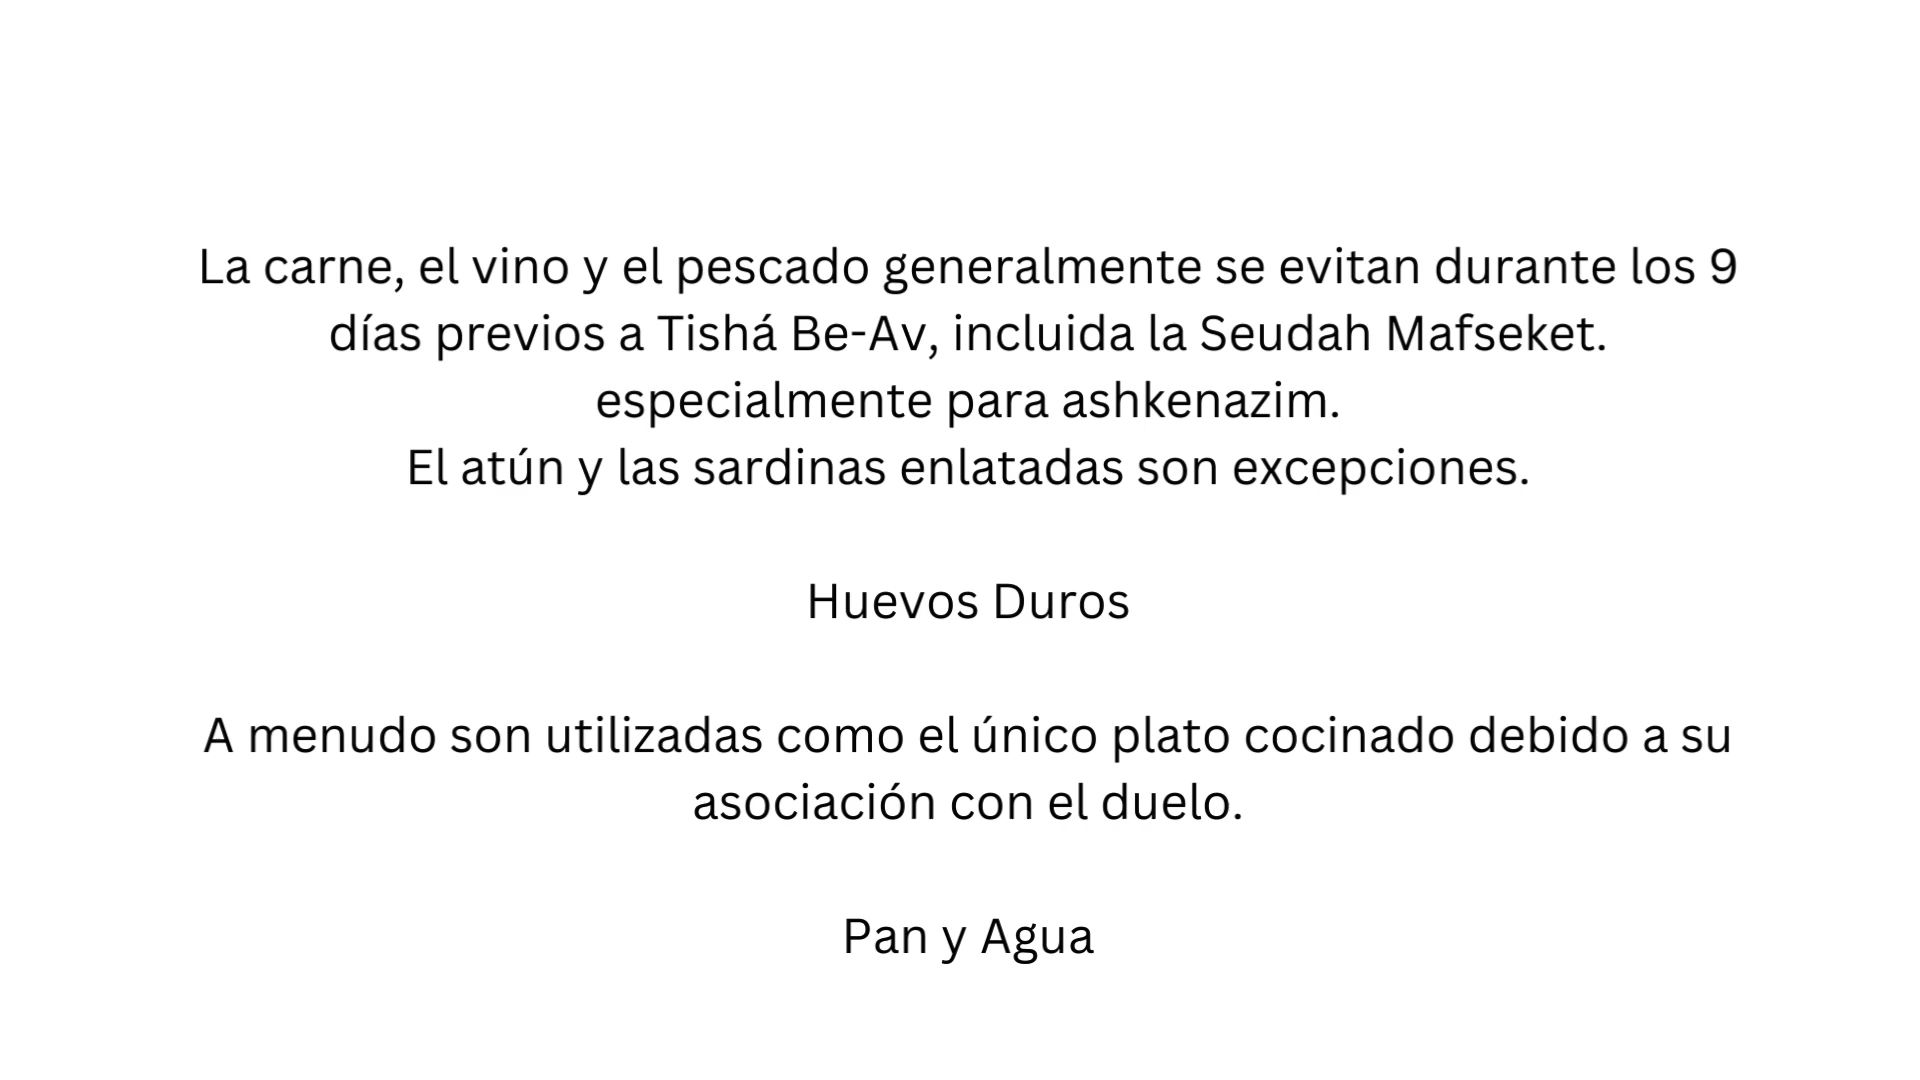 La carne, el vino y el pescado generalmente se evitan durante los 9
días previos a Tishá Be-Av, incluida la Seudah Mafseket.
especialmente para ashkenazim.
El atún y las sardinas enlatadas son excepciones.
Huevos Duros
A menudo son utilizadas como el único plato cocinado debido a su
asociación con el duelo.
Pan y Agua